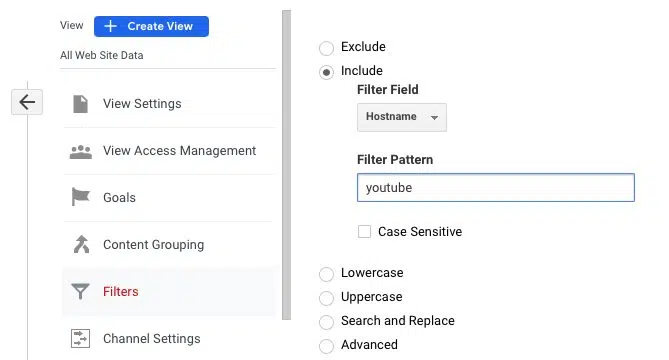 View + Create View
All Web Site Data
View Settings
View Access Management
Goals
Content Grouping
Filters
Channel Settings
Exclude
Include
Filter Field
Hostname
Filter Pattern
youtube
Case Sensitive
Lowercase
Uppercase
Search and Replace
Advanced